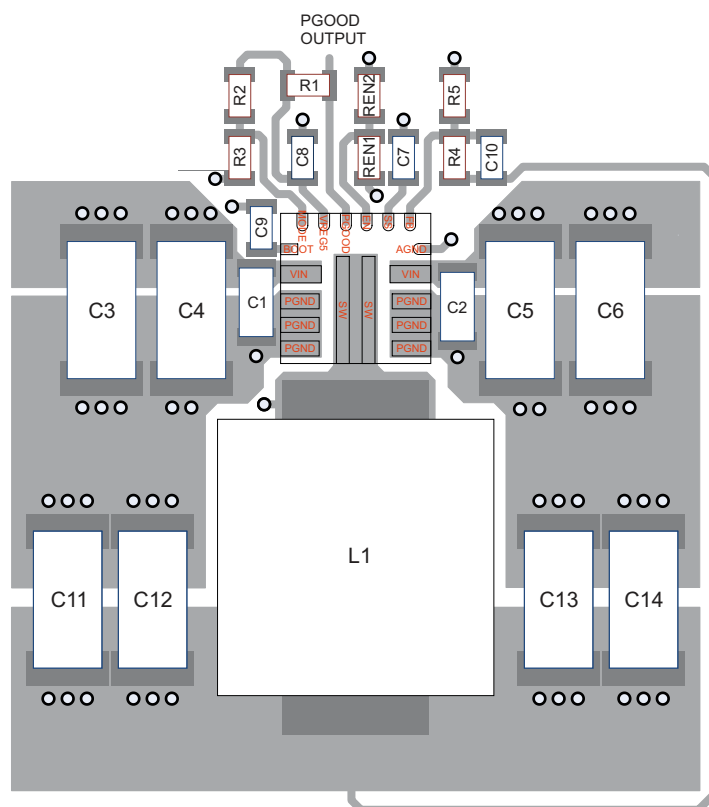 PGOOD
OUTPUT
R2
R1
REN2
R5
R3
C8
REN1
C7
R4
C10
C9
MODE
VREG5
PGOOD
EN
SS
FB
BOOT
AGND
VIN
VIN
C3
C4
C1
PGND
SW
SW
PGND
C2
C5
C6
PGND
PGND
PGND
PGND
L1
C11
C12
C13
C14